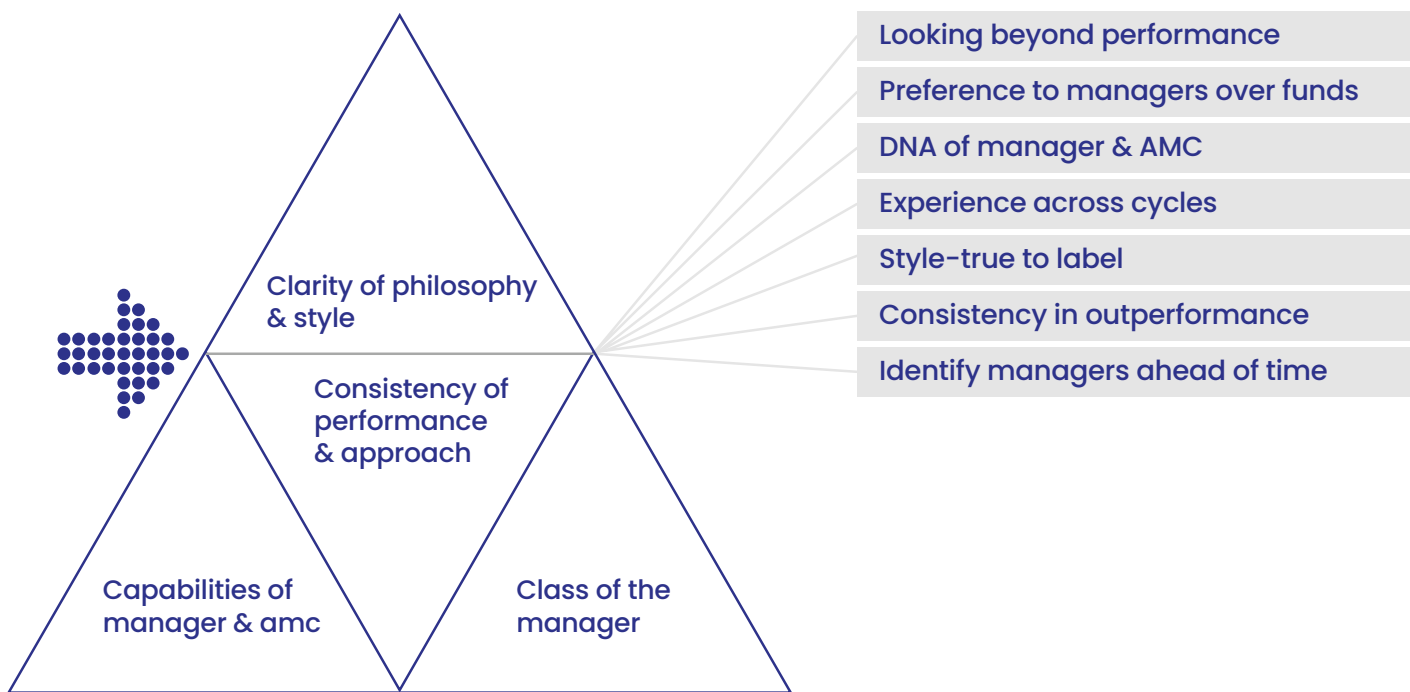 Clarity of philosophy
& style
Consistency of
performance
& approach
Capabilities of
manager & amc
Class of the
manager
Looking beyond performance
Preference to managers over funds
DNA of manager & AMC
Experience across cycles
Style-true to label
Consistency in outperformance
Identify managers ahead of time